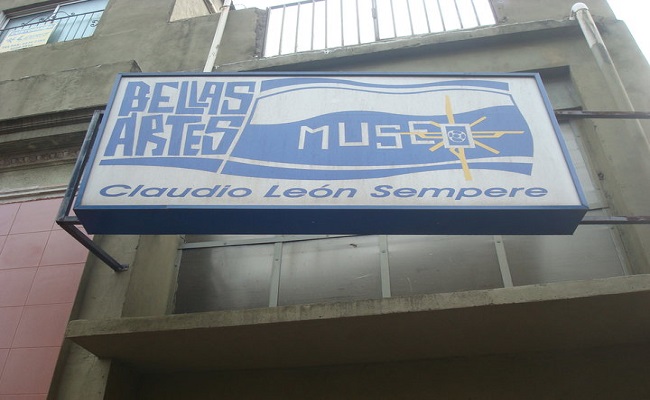 BELLAS
ARTES
MUSEO
Claudio León Sempere